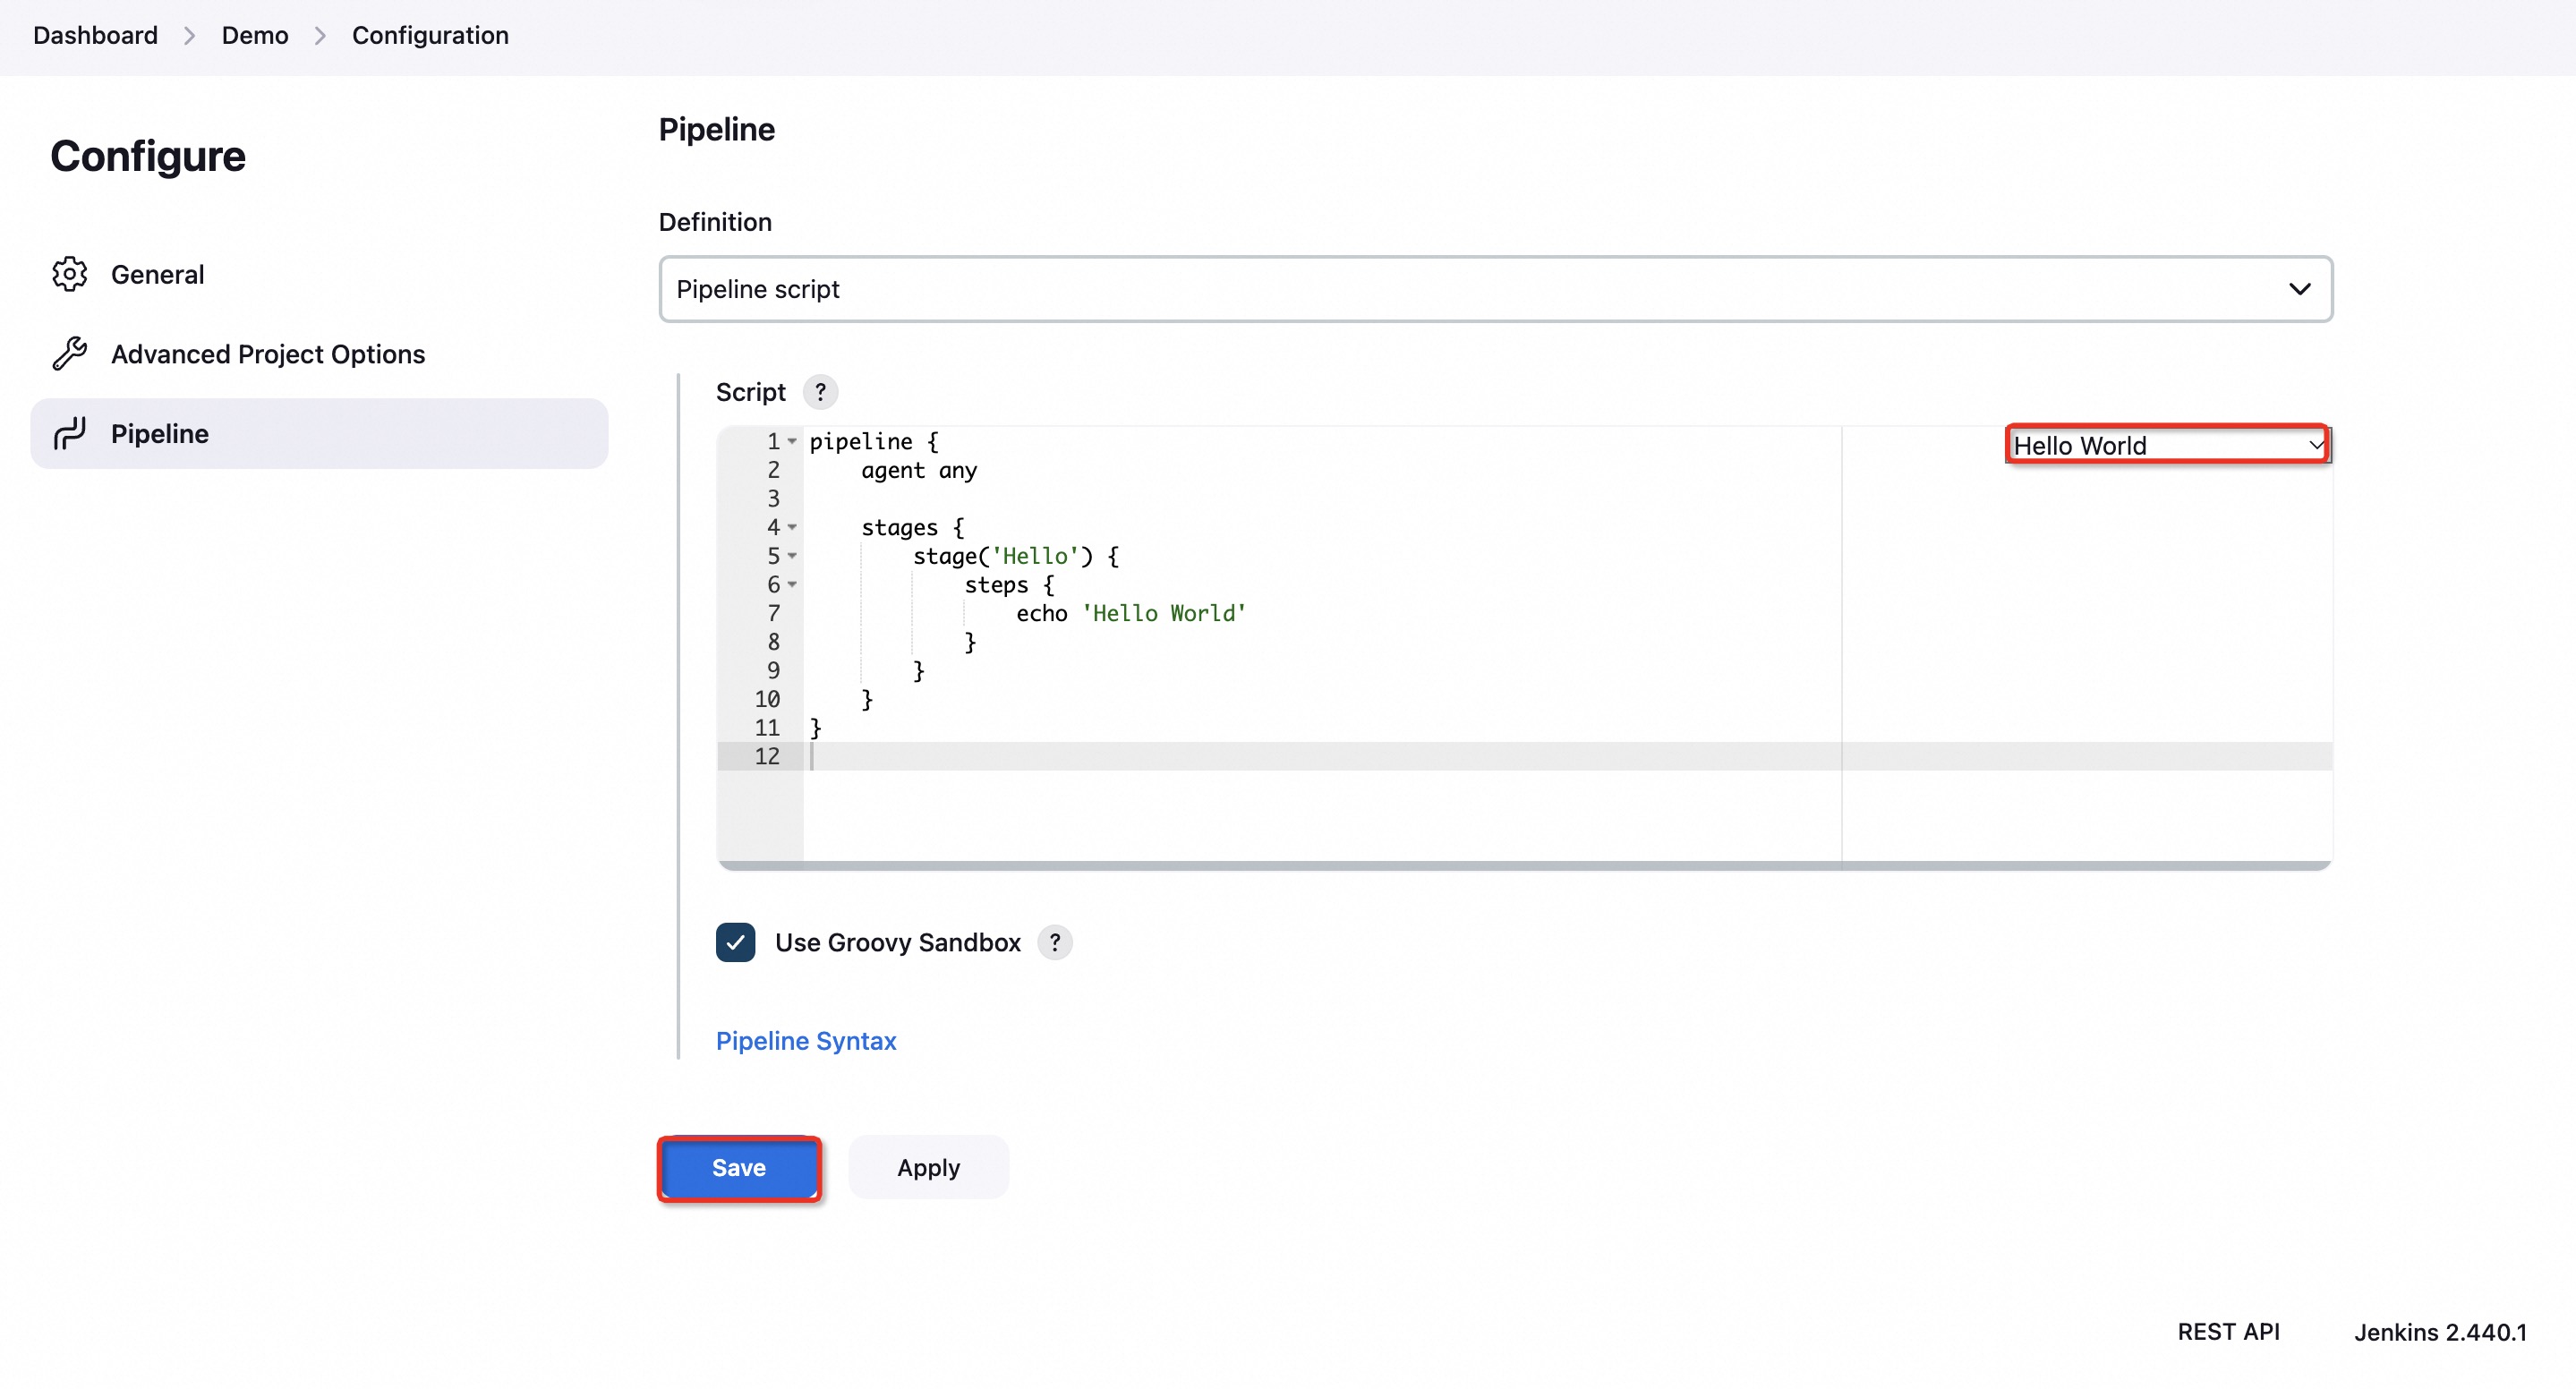 Dashboard > Demo > Configuration
Configure
General
Advanced Project Options
Pipeline
Pipeline
Definition
Pipeline script
Script ?
Hello World
1 pipeline {
2     agent any
3
4     stages {
5         stage('Hello') {
6             steps {
7                 echo 'Hello World'
8             }
9         }
10     }
11 }
12
Use Groovy Sandbox ?
Pipeline Syntax
Save Apply
REST API Jenkins 2.440.1